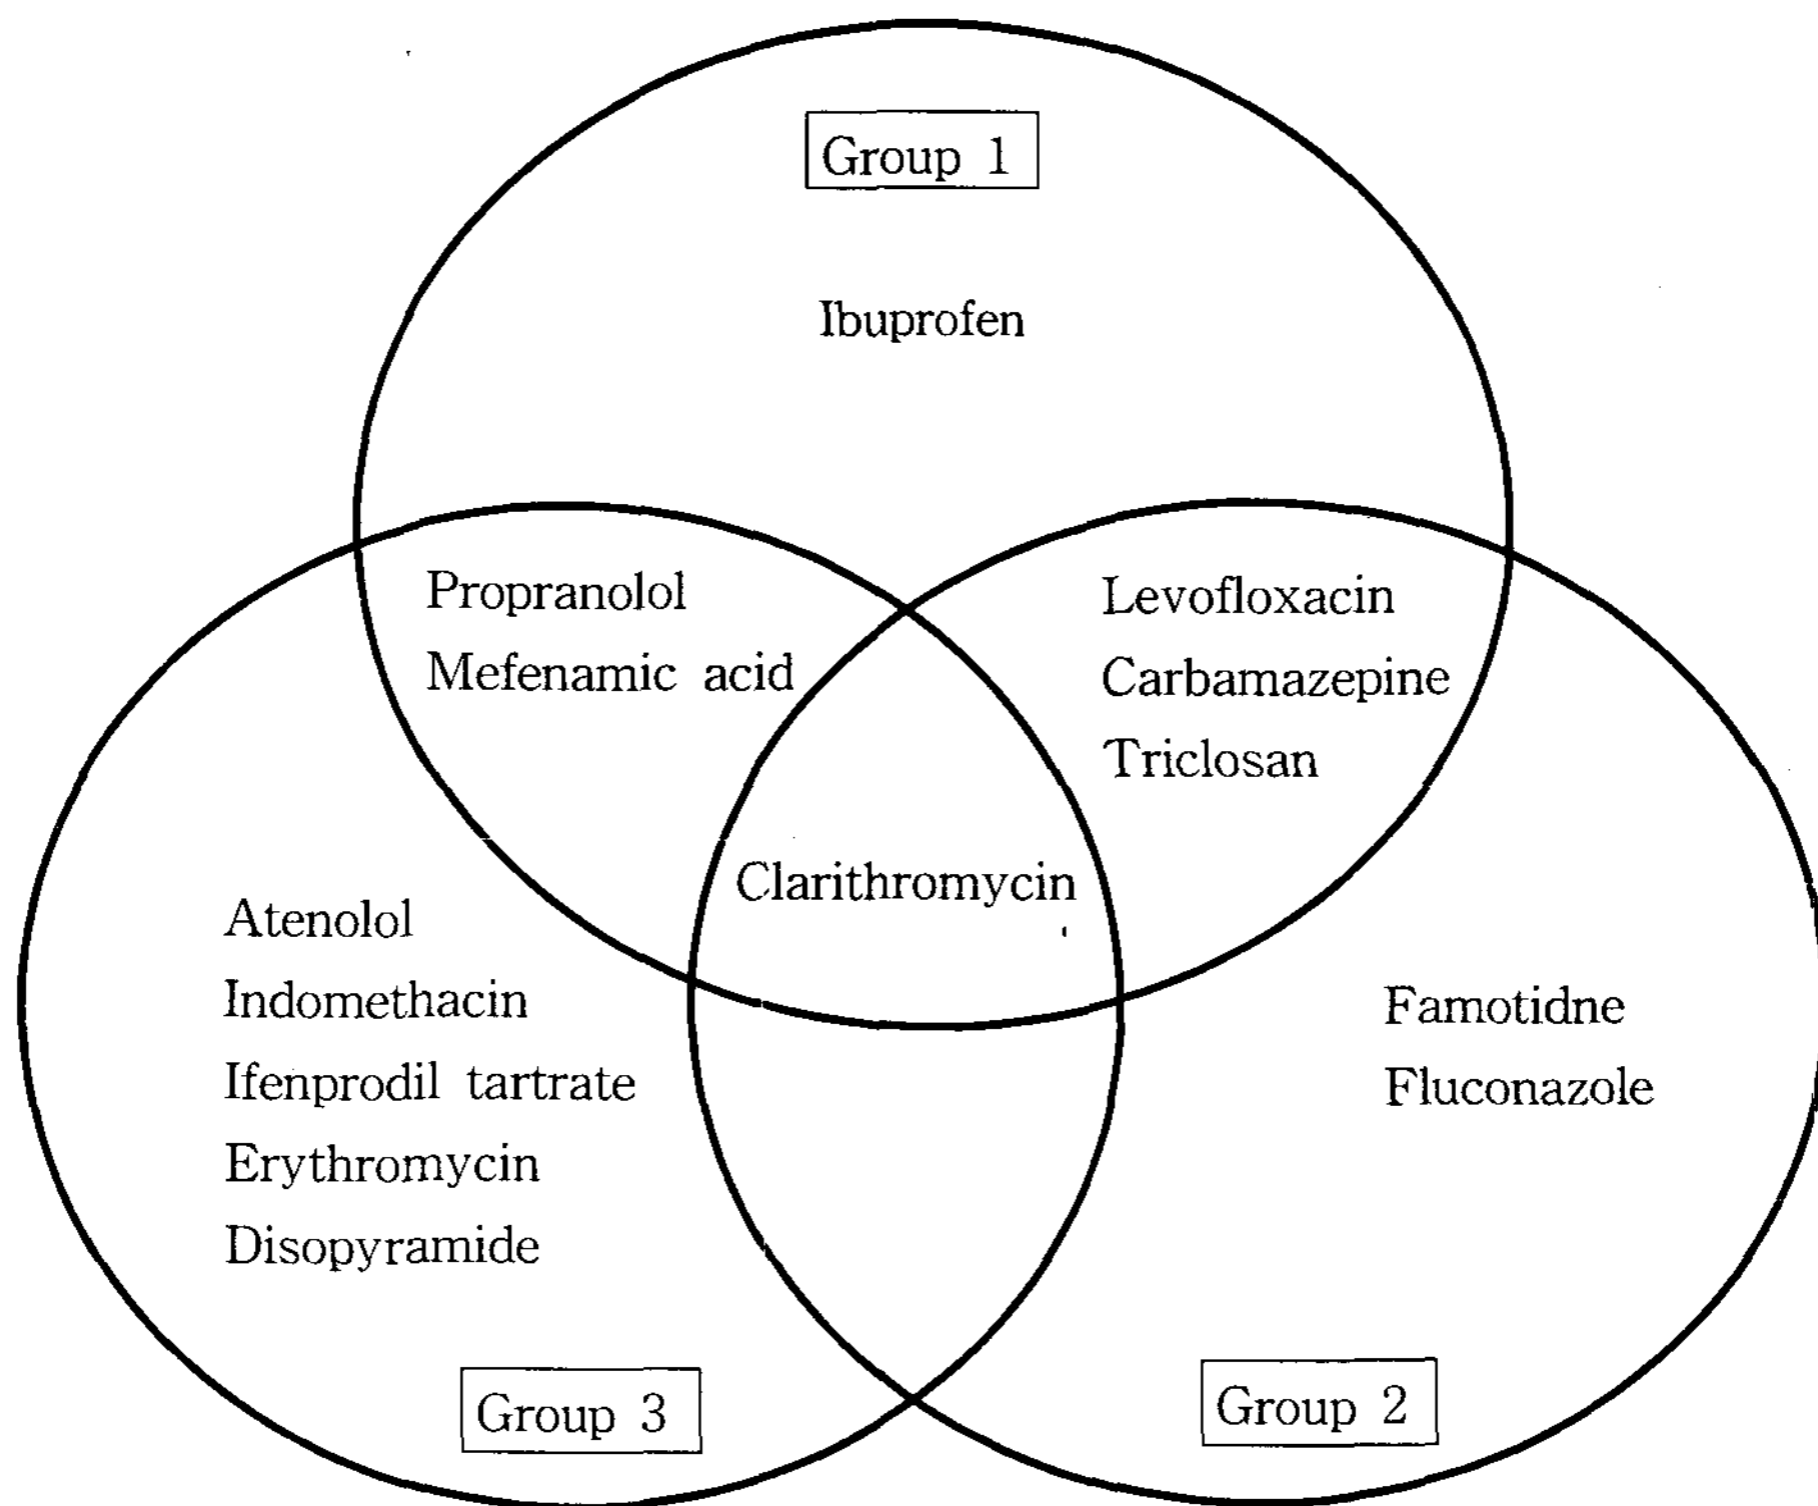 Group 1
Ibuprofen
Propranolol
Mefenamic acid
Levofloxacin
Carbamazepine
Triclosan
Clarithromycin
Atenolol
Indomethacin
Ifenprodil tartrate
Erythromycin
Disopyramide
Famotidne
Fluconazole
Group 3
Group 2